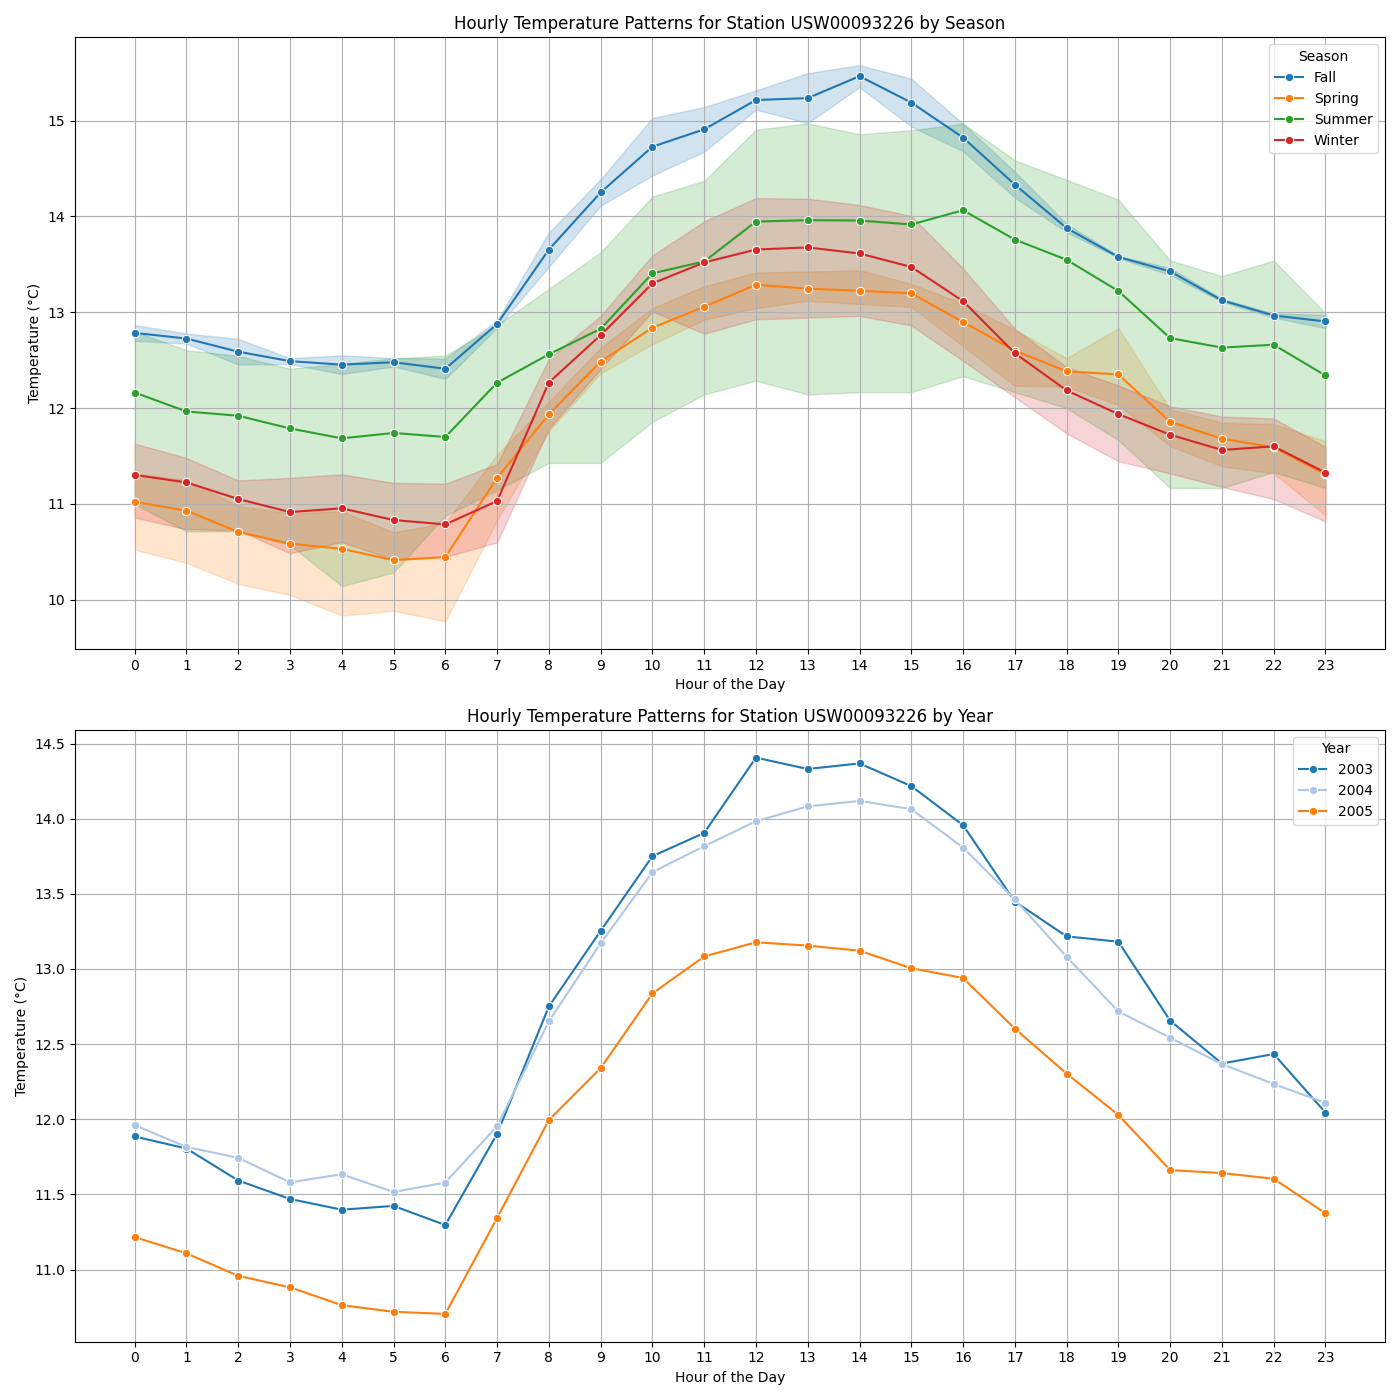 Hourly Temperature Patterns for Station USW00093226 by Season
Temperature (°C)
15
14
13
12
11
10
Season
Fall
Spring
Summer
Winter
0 1 2 3 4 5 6 7 8 9 10 11 12 13 14 15 16 17 18 19 20 21 22 23
Hour of the Day
Hourly Temperature Patterns for Station USW00093226 by Year
Temperature (°C)
14.5
14.0
13.5
13.0
12.5
12.0
11.5
11.0
Year
2003
2004
2005
0 1 2 3 4 5 6 7 8 9 10 11 12 13 14 15 16 17 18 19 20 21 22 23
Hour of the Day